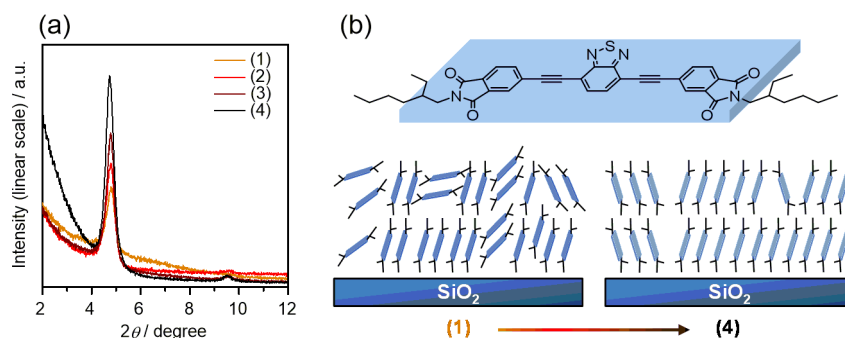 (a)
Intensity (linear scale) / a.u.
(1)
(2)
(3)
(4)
2 4 6 8 10 12
2θ / degree
(b)
S
N N
O O
N N
O O
SiO2 SiO2
(1) (4)